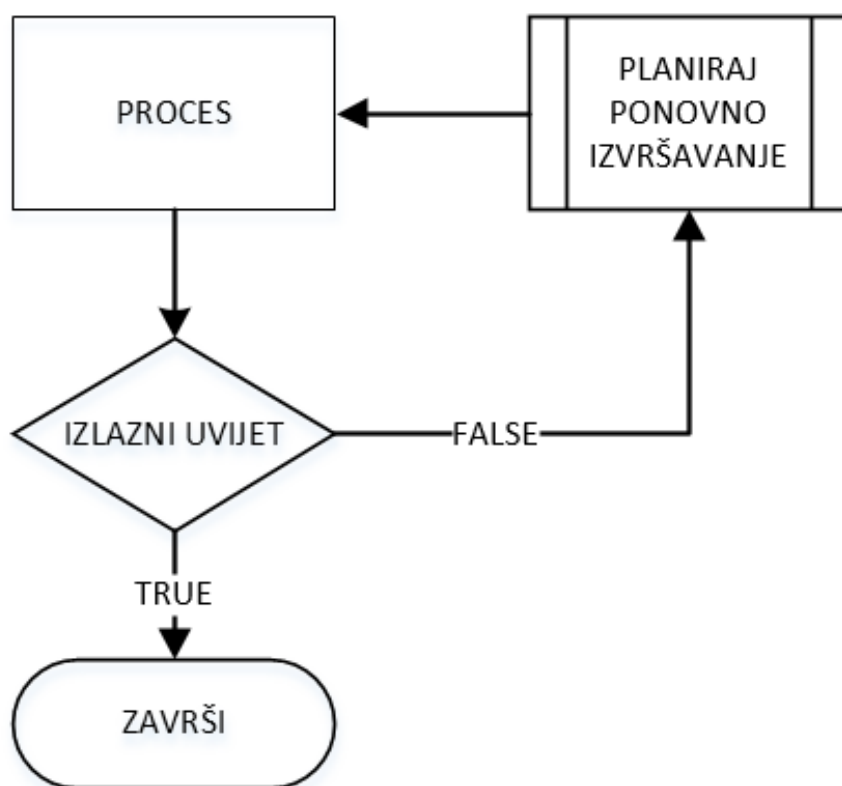 PROCES
PLANIRAJ
PONOVNO
IZVRŠAVANJE
IZLAZNI UVIJET
FALSE
TRUE
ZAVRŠI